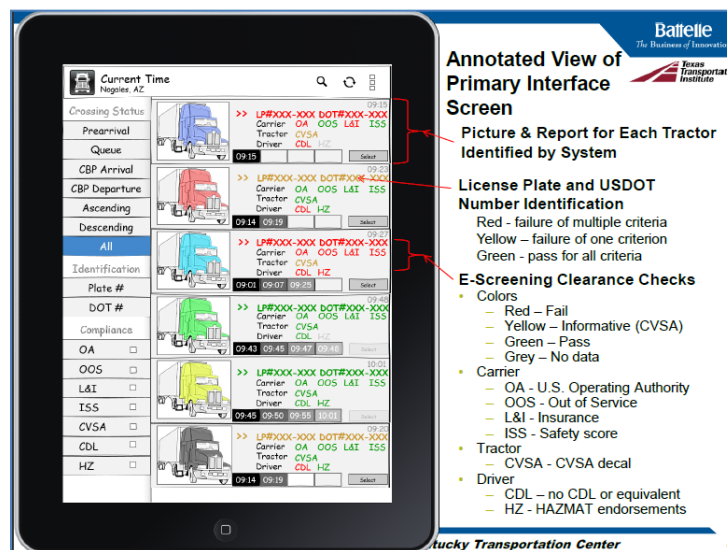 Battelle
The Business of Innovation
Annotated View of
Primary Interface
Screen
Texas
Transportat
Institute
Picture & Report for Each Tractor
Identified by System
License Plate and USDOT
Number Identification
Red - failure of multiple criteria
Yellow – failure of one criterion
Green - pass for all criteria
E-Screening Clearance Checks
• Colors
– Red – Fail
– Yellow – Informative (CVSA)
– Green – Pass
– Grey – No data
• Carrier
– OA - U.S. Operating Authority
– OOS - Out of Service
– L&I - Insurance
– ISS - Safety score
• Tractor
– CVSA - CVSA decal
• Driver
– CDL – no CDL or equivalent
– HZ - HAZMAT endorsements
tucky Transportation Center
Current Time
Nogales, AZ
Crossing Status
Prearrival
Queue
CBP Arrival
CBP Departure
Ascending
Descending
All
Identification
Plate #
DOT #
Compliance
OA
OOS
L&I
ISS
CVSA
CDL
HZ
09:15
>> LP#XXX-XXX DOT#XXX-XXX
Carrier OA OOS L&I ISS
Tractor CVSA
Driver CDL HZ
09:15 Select
09:23
>> LP#XXX-XXX DOT#XXX-XXX
Carrier OA OOS L&I ISS
Tractor CVSA
Driver CDL HZ
09:14 09:19 Select
09:27
>> LP#XXX-XXX DOT#XXX-XXX
Carrier OA OOS L&I ISS
Tractor CVSA
Driver CDL HZ
09:01 09:07 09:25 Select
09:48
>> LP#XXX-XXX DOT#XXX-XXX
Carrier OA OOS L&I ISS
Tractor CVSA
Driver CDL HZ
09:43 09:45 09:47 09:48 Select
10:01
>> LP#XXX-XXX DOT#XXX-XXX
Carrier OA OOS L&I ISS
Tractor CVSA
Driver CDL HZ
09:45 09:50 09:55 10:01 Select
09:20
>> LP#XXX-XXX DOT#XXX-XXX
Carrier OA OOS L&I ISS
Tractor CVSA
Driver CDL HZ
09:14 09:19 Select